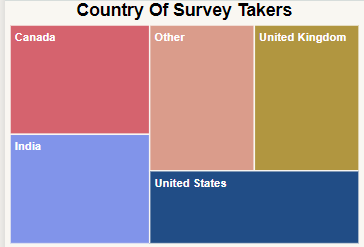 Country Of Survey Takers
Canada
Other
United Kingdom
India
United States